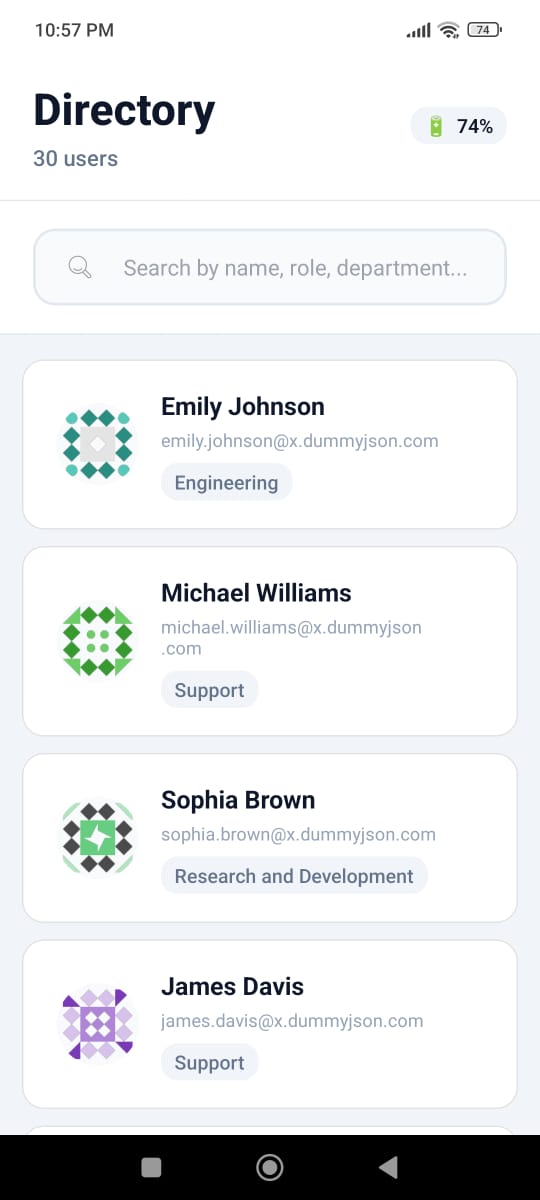 10:57 PM
74
Directory
74%
30 users
Search by name, role, department...
Emily Johnson
emily.johnson@x.dummyjson.com
Engineering
Michael Williams
michael.williams@x.dummyjson
.com
Support
Sophia Brown
sophia.brown@x.dummyjson.com
Research and Development
James Davis
james.davis@x.dummyjson.com
Support